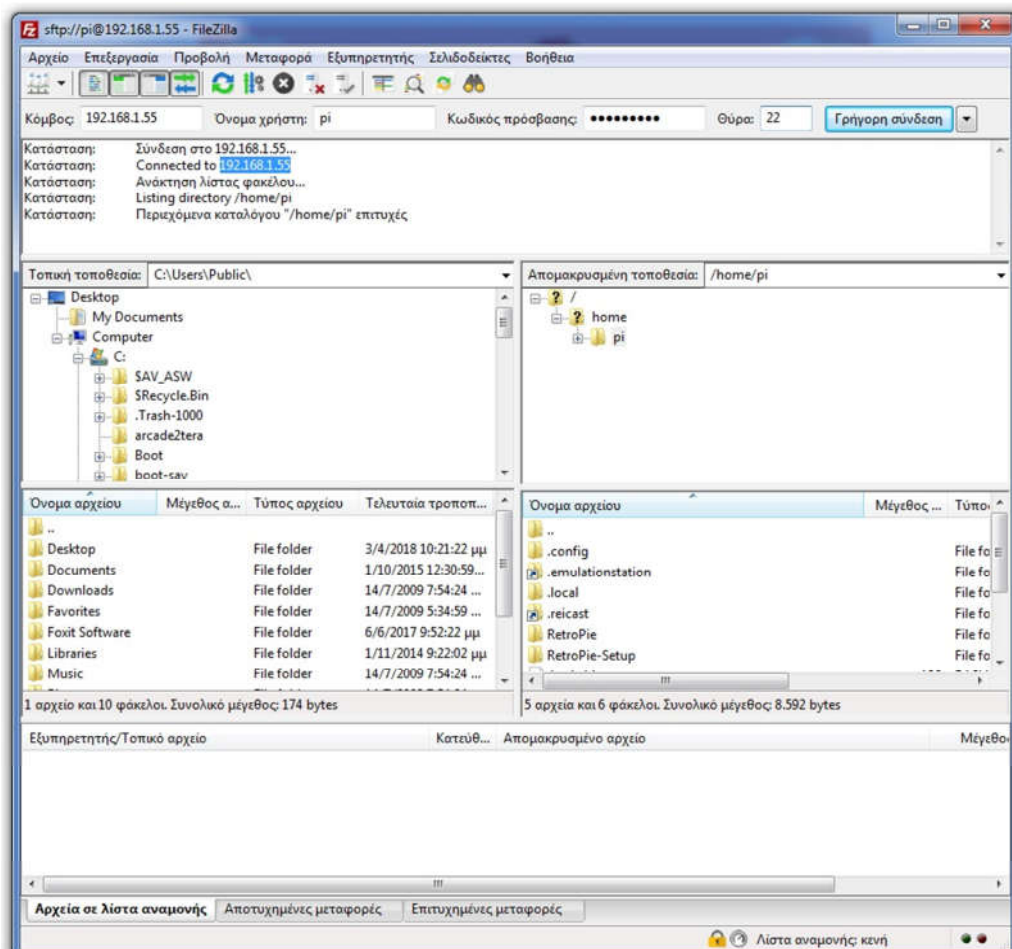 sftp://pi@192.168.1.55 - FileZilla
Αρχείο Επεξεργασία Προβολή Μεταφορά Εξυπηρετητής Σελιδοδείκτες Βοήθεια
Κόμβος: 192.168.1.55 Όνομα χρήστη: pi Κωδικός πρόσβασης: ●●●●●●●●● Θύρα: 22 Γρήγορη σύνδεση
Κατάσταση: Σύνδεση στο 192.168.1.55...
Κατάσταση: Connected to 192.168.1.55
Κατάσταση: Ανάκτηση λίστας φακέλου...
Κατάσταση: Listing directory /home/pi
Κατάσταση: Περιεχόμενα καταλόγου "/home/pi" επιτυχές
Τοπική τοποθεσία: C:\Users\Public\
Desktop
My Documents
Computer
C:
$AV_ASW
$Recycle.Bin
.Trash-1000
arcade2tera
Boot
boot-sav
Απομακρυσμένη τοποθεσία: /home/pi
/
home
pi
Όνομα αρχείου Μέγεθος α... Τύπος αρχείου Τελευταία τροποπ...
..
Desktop File folder 3/4/2018 10:21:22 μμ
Documents File folder 1/10/2015 12:30:59...
Downloads File folder 14/7/2009 7:54:24 ...
Favorites File folder 14/7/2009 5:34:59 ...
Foxit Software File folder 6/6/2017 9:52:22 μμ
Libraries File folder 1/11/2014 9:22:02 μμ
Music File folder 14/7/2009 7:54:24 ...
1 αρχείο και 10 φάκελοι. Συνολικό μέγεθος: 174 bytes
Όνομα αρχείου Μέγεθος ... Τύπο
..
.config File fo
.emulationstation File fo
.local File fo
.reicast File fo
RetroPie File fo
RetroPie-Setup File fo
5 αρχεία και 6 φάκελοι. Συνολικό μέγεθος: 8.592 bytes
Εξυπηρετητής/Τοπικό αρχείο Κατεύθ... Απομακρυσμένο αρχείο Μέγεθο
Αρχεία σε λίστα αναμονής Αποτυχημένες μεταφορές Επιτυχημένες μεταφορές
Λίστα αναμονής: κενή